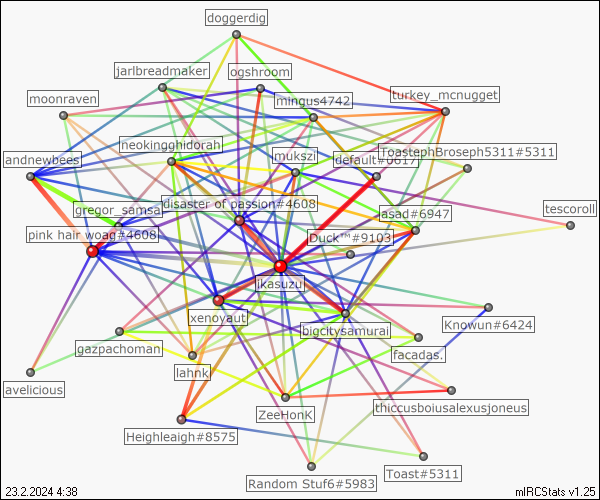 doggerdig
jarlbreadmaker
ogshroom
moonraven
mingus4742
turkey_mcnugget
neokingghidorah
mukszi
default#0617
ToastephBroseph5311#5311
andnewbees
gregor_samsa
disaster of passion#4608
jasad#6947
tescoroll
pink hair woag#4608
Duck™#9103
ikasuzu
xenoyaut
bigcitysamurai
Knowun#6424
gazpachoman
facadas.
lahnk
avelicious
ZeeHonK
thiccusboiusalexusjoneus
Heighleaigh#8575
Random Stuf6#5983
Toast#5311
23.2.2024 4:38
mIRCStats v1.25